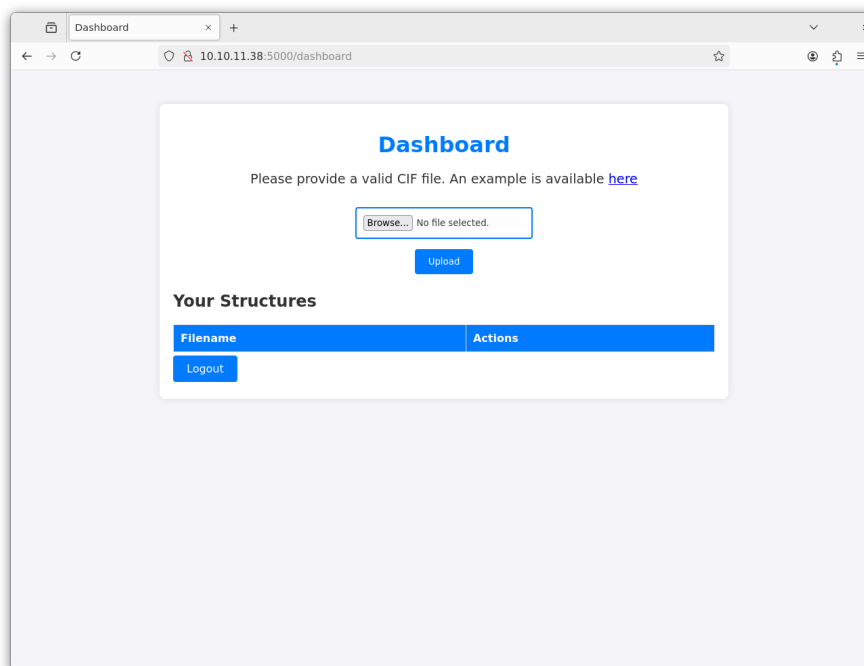 Dashboard
10.10.11.38:5000/dashboard
Dashboard
Please provide a valid CIF file. An example is available here
Browse... No file selected.
Upload
Your Structures
Filename Actions
Logout